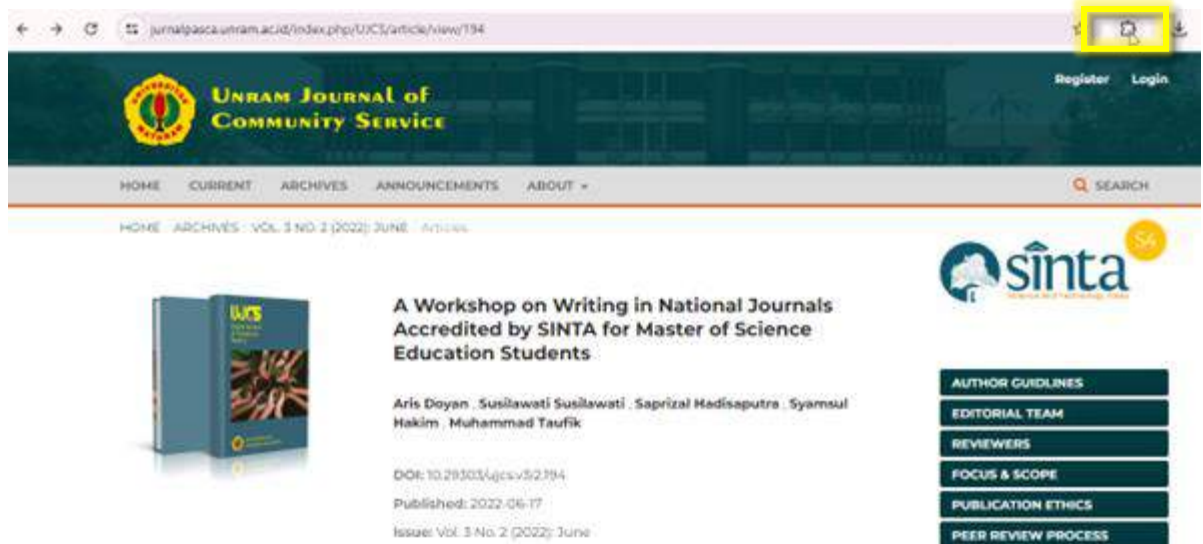 jurnalpasca.unram.ac.id/index.php/UJCS/article/view/194
Register Login
UNRAM JOURNAL OF
COMMUNITY SERVICE
HOME CURRENT ARCHIVES ANNOUNCEMENTS ABOUT
SEARCH
HOME ARCHIVES VOL. 3 NO. 2 (2022): JUNE Articles
S4
sinta
UJCS
A Workshop on Writing in National Journals
Accredited by SINTA for Master of Science
Education Students
Aris Doyan , Susilawati Susilawati , Saprizal Hadisaputra , Syamsul
Hakim , Muhammad Taufik
DOI: 10.29303/ujcs.v3i2.194
Published: 2022-06-17
Issue: Vol. 3 No. 2 (2022): June
AUTHOR GUIDLINES
EDITORIAL TEAM
REVIEWERS
FOCUS & SCOPE
PUBLICATION ETHICS
PEER REVIEW PROCESS